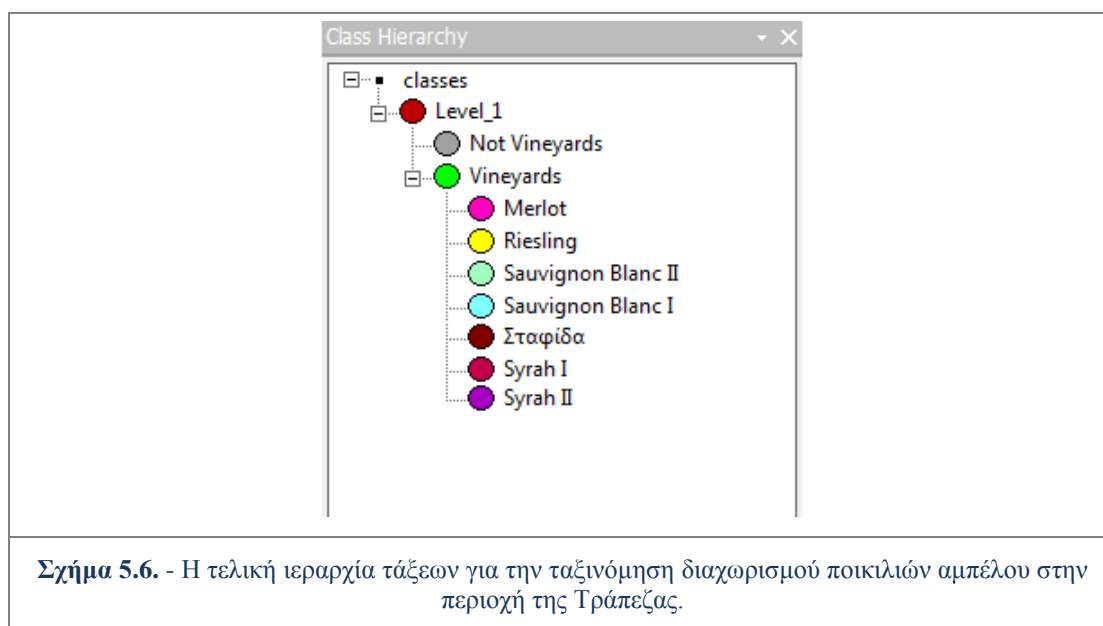 Class Hierarchy
classes
Level_1
Not Vineyards
Vineyards
Merlot
Riesling
Sauvignon Blanc II
Sauvignon Blanc I
Σταφίδα
Syrah I
Syrah II
Σχήμα 5.6. - Η τελική ιεραρχία τάξεων για την ταξινόμηση διαχωρισμού ποικιλιών αμπέλου στην
περιοχή της Τράπεζας.